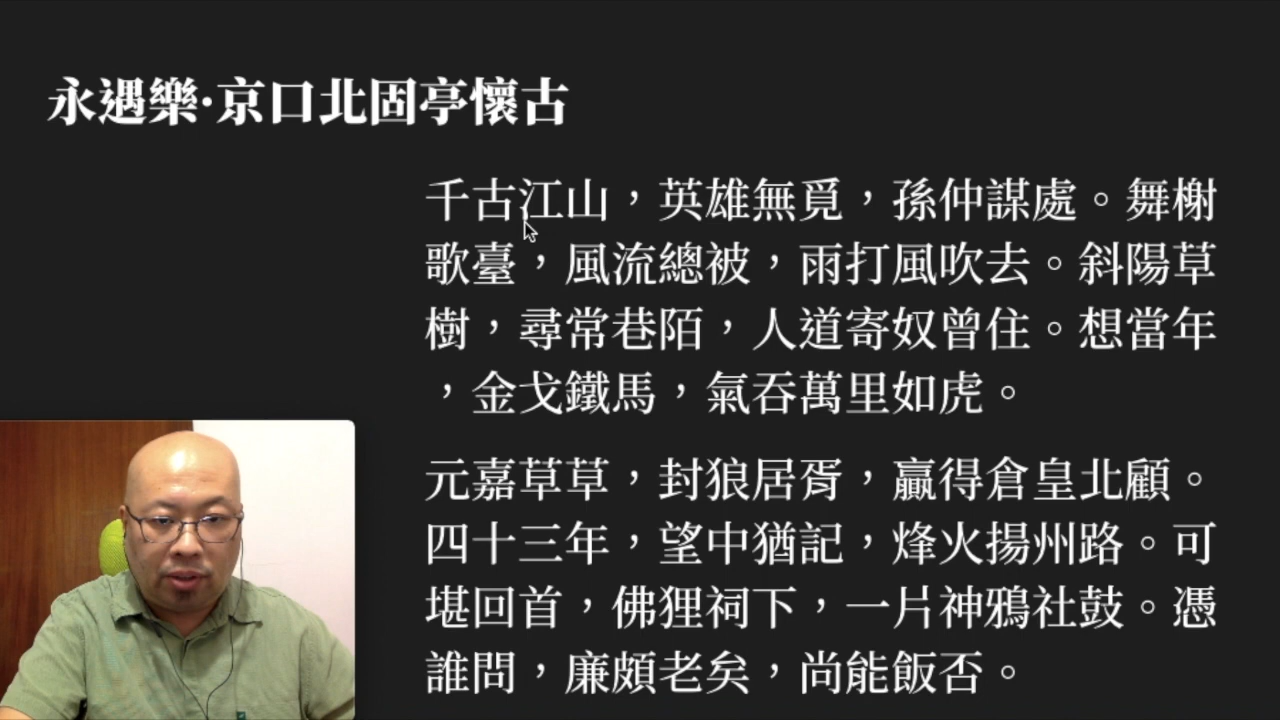 永遇樂·京口北固亭懷古
千古江山，英雄無覓，孫仲謀處。舞榭
歌臺，風流總被，雨打風吹去。斜陽草
樹，尋常巷陌，人道寄奴曾住。想當年
，金戈鐵馬，氣吞萬里如虎。
元嘉草草，封狼居胥，贏得倉皇北顧。
四十三年，望中猶記，烽火揚州路。可
堪回首，佛狸祠下，一片神鴉社鼓。憑
誰問，廉頗老矣，尚能飯否。